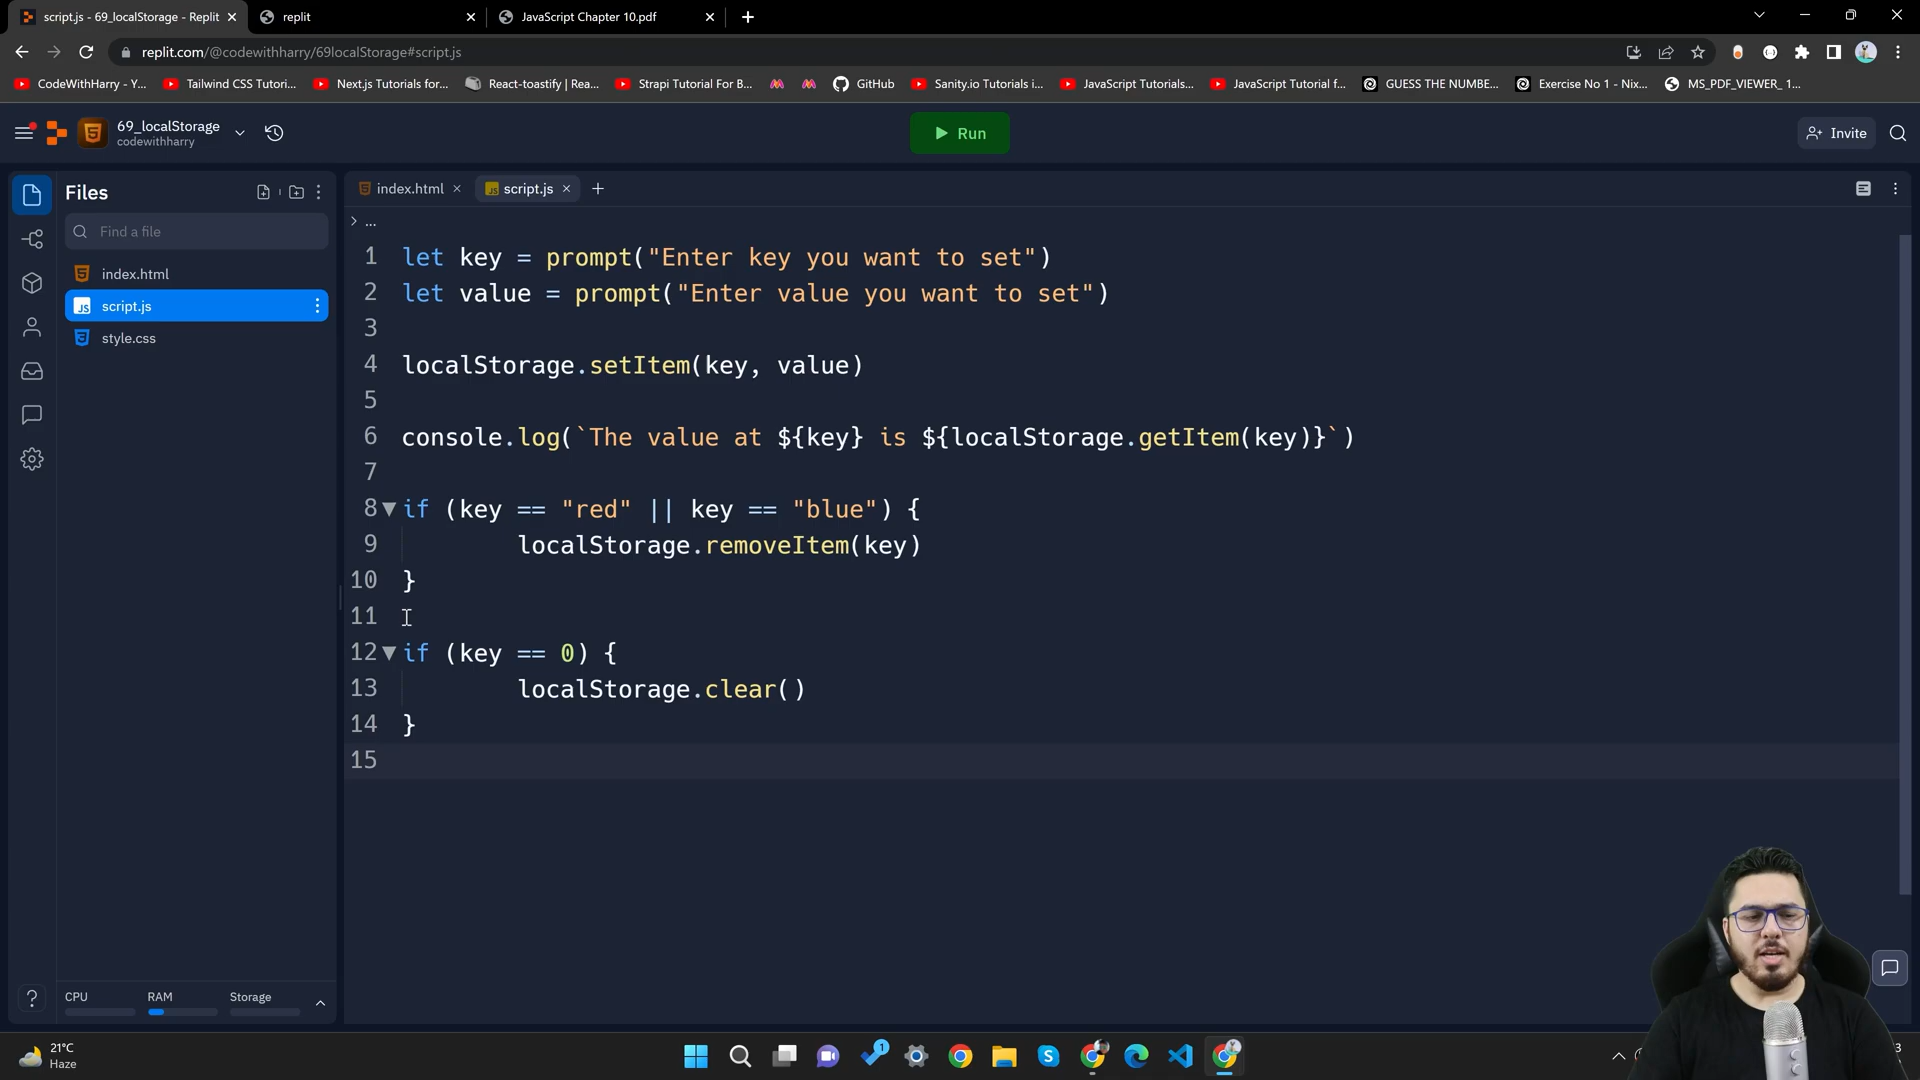 script.js - 69_localStorage - Replit
replit
JavaScript Chapter 10.pdf
replit.com/@codewithharry/69localStorage#script.js
CodeWithHarry - Y...
Tailwind CSS Tutori...
Next.js Tutorials for...
React-toastify | Rea...
Strapi Tutorial For B...
GitHub
Sanity.io Tutorials i...
JavaScript Tutorials...
JavaScript Tutorial f...
GUESS THE NUMBE...
Exercise No 1 - Nix...
MS_PDF_VIEWER_ 1...
69_localStorage
codewithharry
Run
Invite
Files
index.html
script.js
Find a file
...
index.html
script.js
style.css
1 let key = prompt("Enter key you want to set")
2 let value = prompt("Enter value you want to set")
3
4 localStorage.setItem(key, value)
5
6 console.log(`The value at ${key} is ${localStorage.getItem(key)}`)
7
8 if (key == "red" || key == "blue") {
9 localStorage.removeItem(key)
10 }
11
12 if (key == 0) {
13 localStorage.clear()
14 }
15
CPU
RAM
Storage
21°C
Haze
1
3